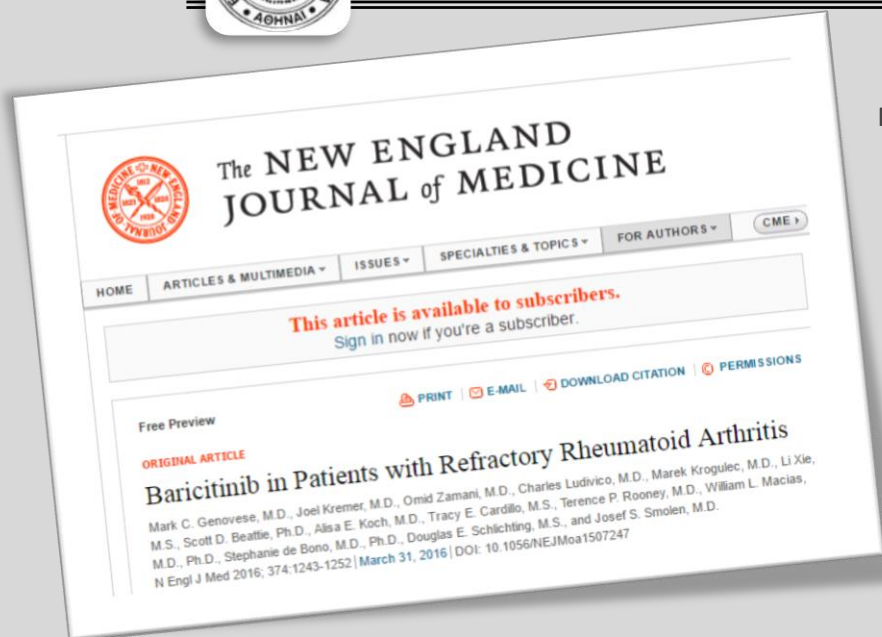 ΑΘΗΝΑΙ
The NEW ENGLAND
JOURNAL of MEDICINE
HOME
ARTICLES & MULTIMEDIA
ISSUES
SPECIALTIES & TOPICS
FOR AUTHORS
CME
This article is available to subscribers.
Sign in now if you're a subscriber.
PRINT | E-MAIL | DOWNLOAD CITATION | PERMISSIONS
Free Preview
ORIGINAL ARTICLE
Baricitinib in Patients with Refractory Rheumatoid Arthritis
Mark C. Genovese, M.D., Joel Kremer, M.D., Omid Zamani, M.D., Charles Ludivico, M.D., Marek Krogulec, M.D., Li Xie,
M.S., Scott D. Beattie, Ph.D., Alisa E. Koch, M.D., Tracy E. Cardillo, M.S., Terence P. Rooney, M.D., William L. Macias,
M.D., Ph.D., Stephanie de Bono, M.D., Ph.D., Douglas E. Schlichting, M.S., and Josef S. Smolen, M.D.
N Engl J Med 2016; 374:1243-1252 | March 31, 2016 | DOI: 10.1056/NEJMoa1507247